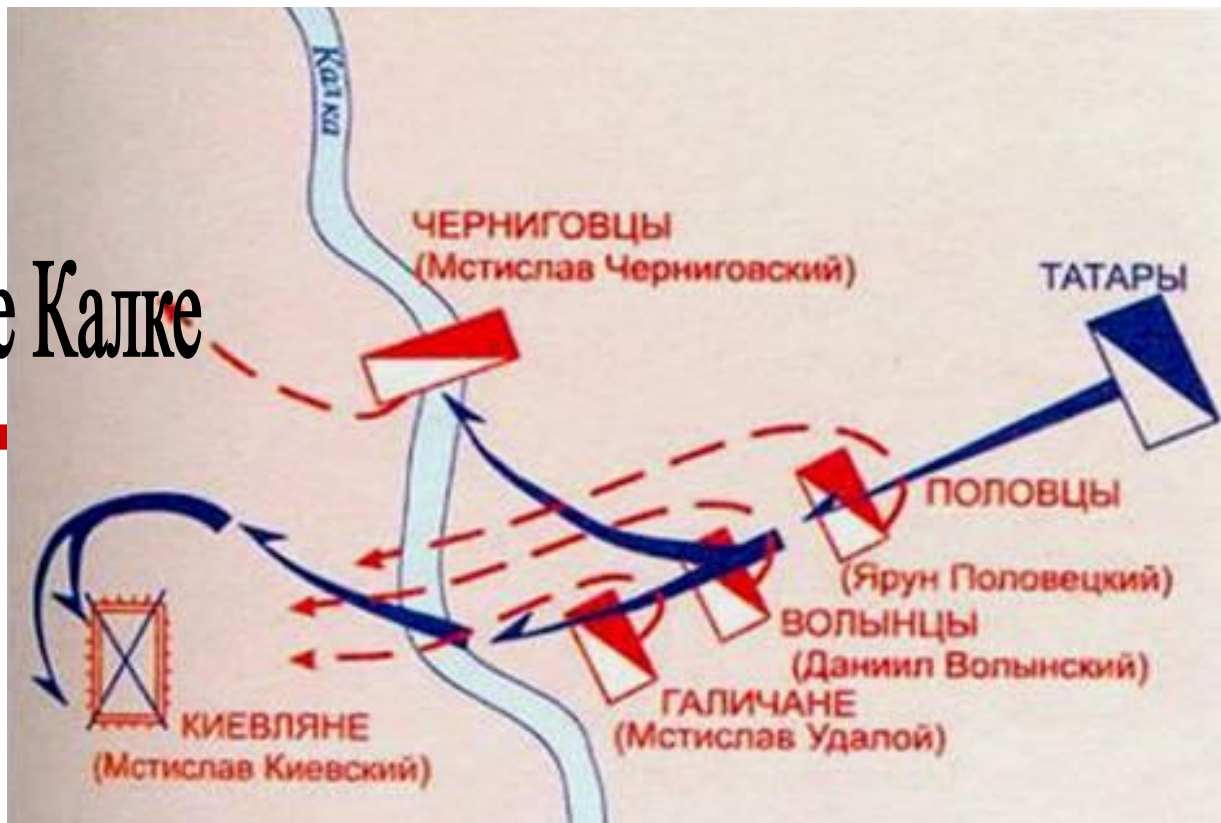 Калка
ЧЕРНИГОВЦЫ
(Мстислав Черниговский)
ТАТАРЫ
е Калке
ПОЛОВЦЫ
(Ярун Половецкий)
ВОЛЫНЦЫ
(Даниил Волынский)
ГАЛИЧАНЕ
(Мстислав Удалой)
КИЕВЛЯНЕ
(Мстислав Киевский)